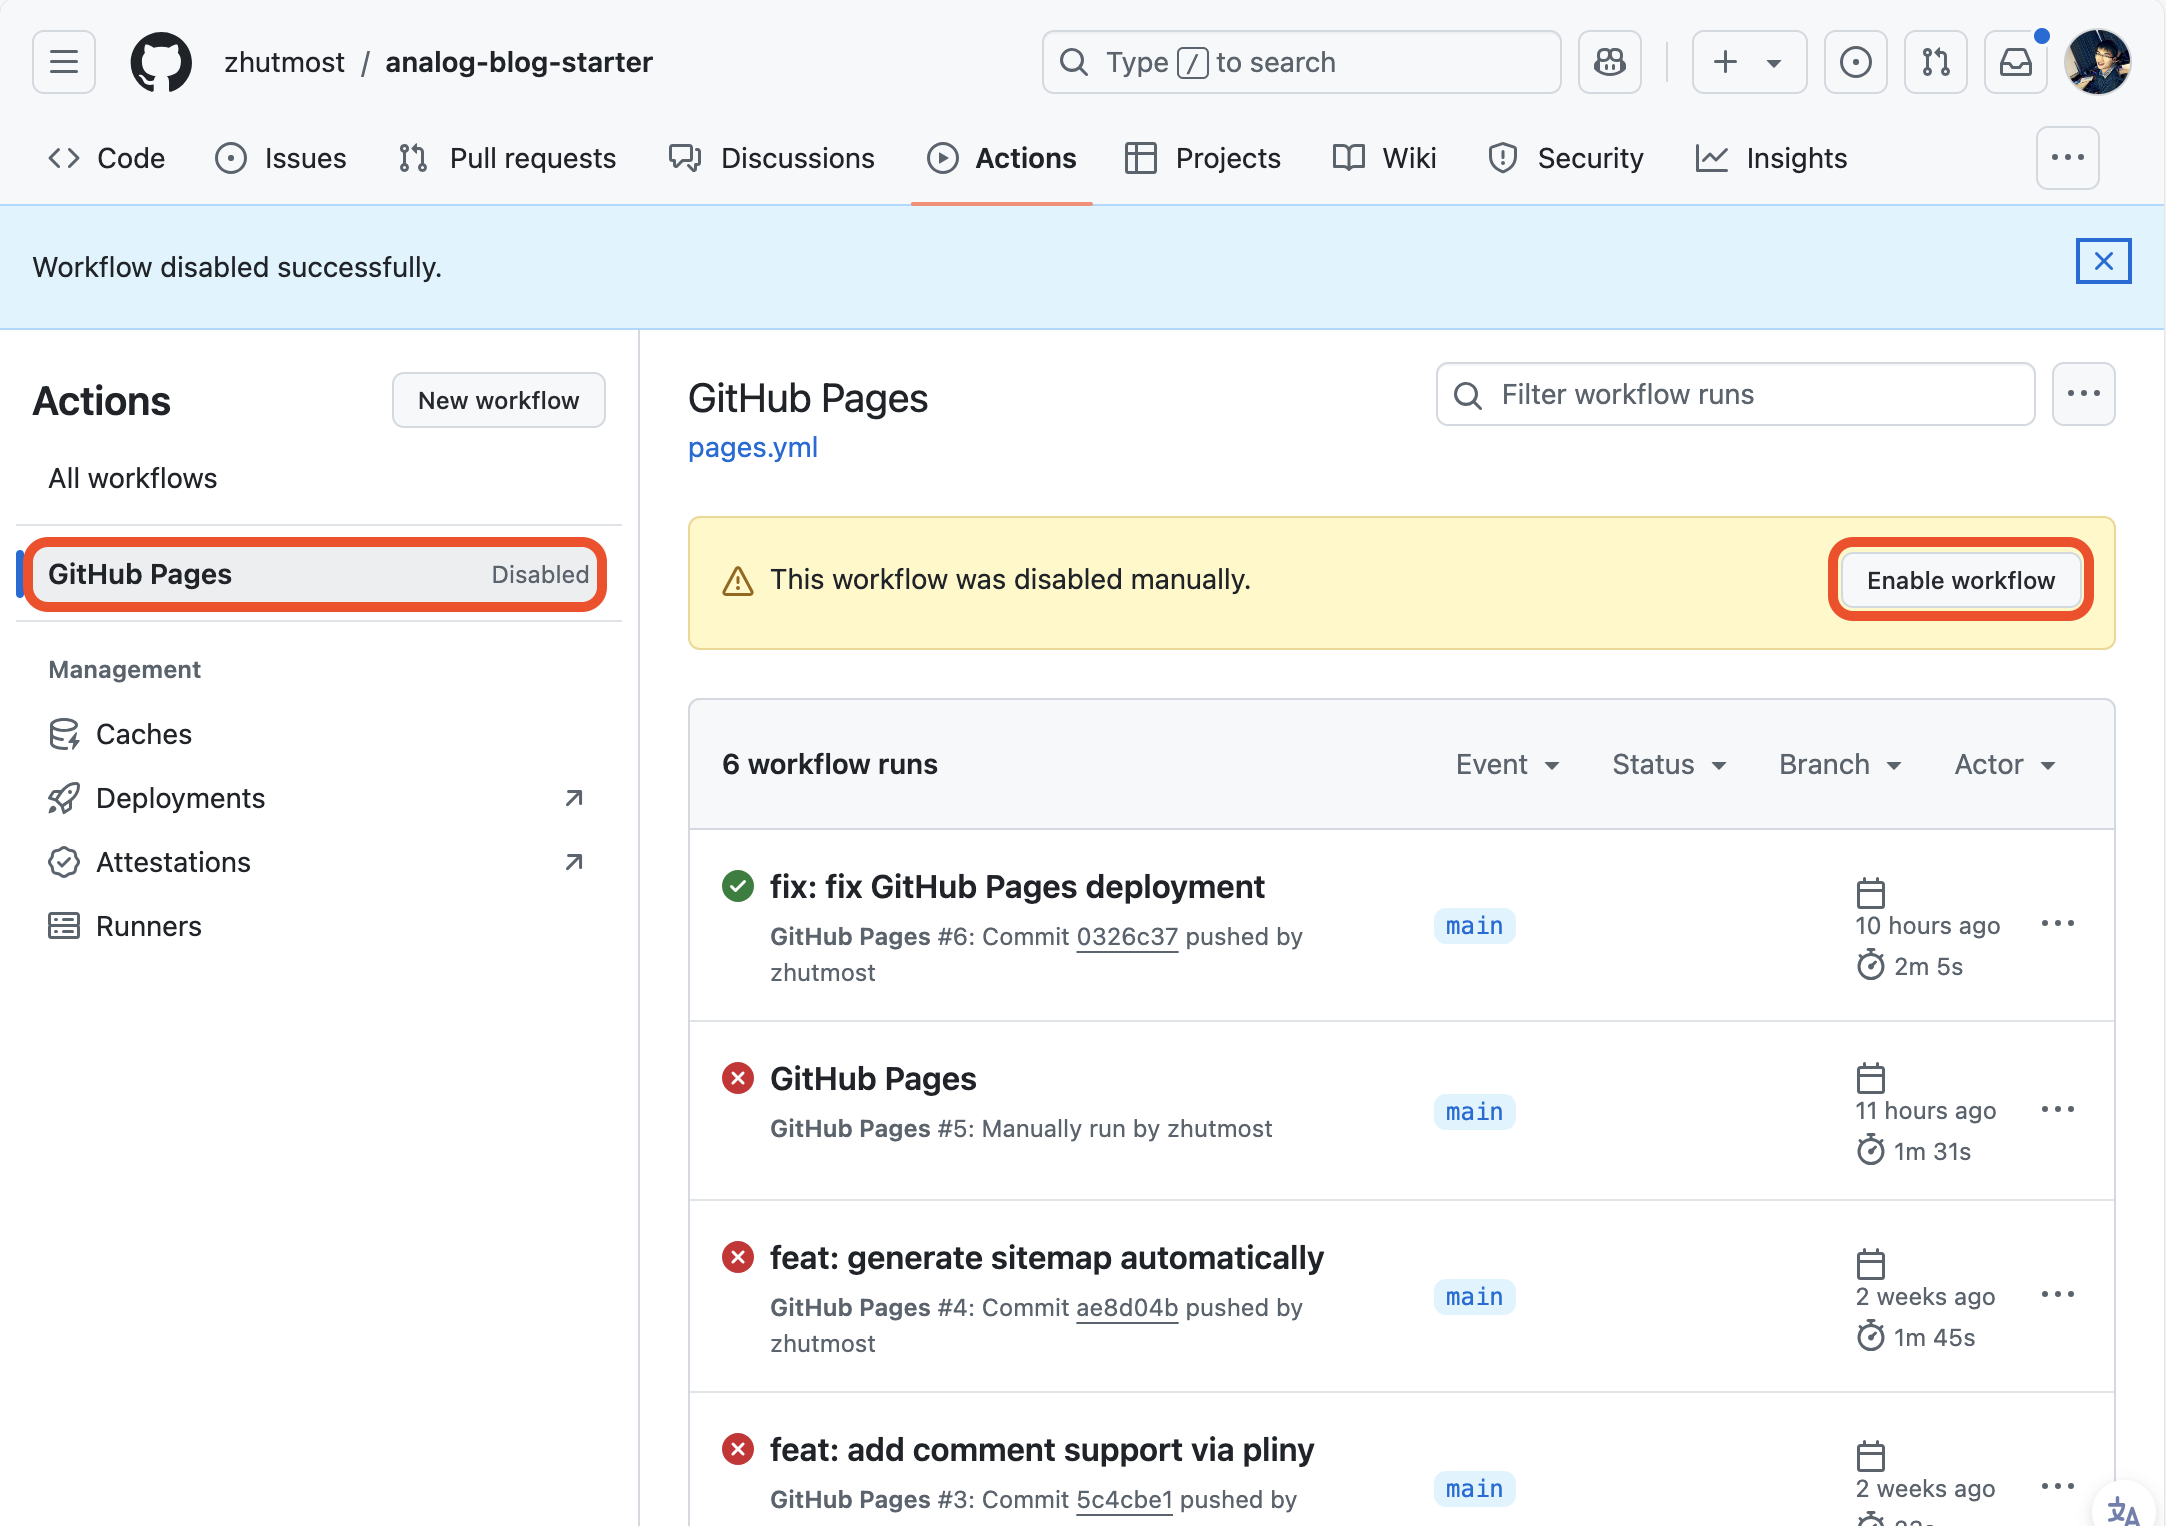 zhutmost / analog-blog-starter
Type / to search
Code
Issues
Pull requests
Discussions
Actions
Projects
Wiki
Security
Insights
Workflow disabled successfully.
Actions
New workflow
All workflows
GitHub Pages
Disabled
Management
Caches
Deployments
Attestations
Runners
GitHub Pages
pages.yml
Filter workflow runs
This workflow was disabled manually.
Enable workflow
6 workflow runs
Event
Status
Branch
Actor
fix: fix GitHub Pages deployment
GitHub Pages #6: Commit 0326c37 pushed by
zhutmost
main
10 hours ago
2m 5s
GitHub Pages
GitHub Pages #5: Manually run by zhutmost
main
11 hours ago
1m 31s
feat: generate sitemap automatically
GitHub Pages #4: Commit ae8d04b pushed by
zhutmost
main
2 weeks ago
1m 45s
feat: add comment support via pliny
GitHub Pages #3: Commit 5c4cbe1 pushed by
main
2 weeks ago